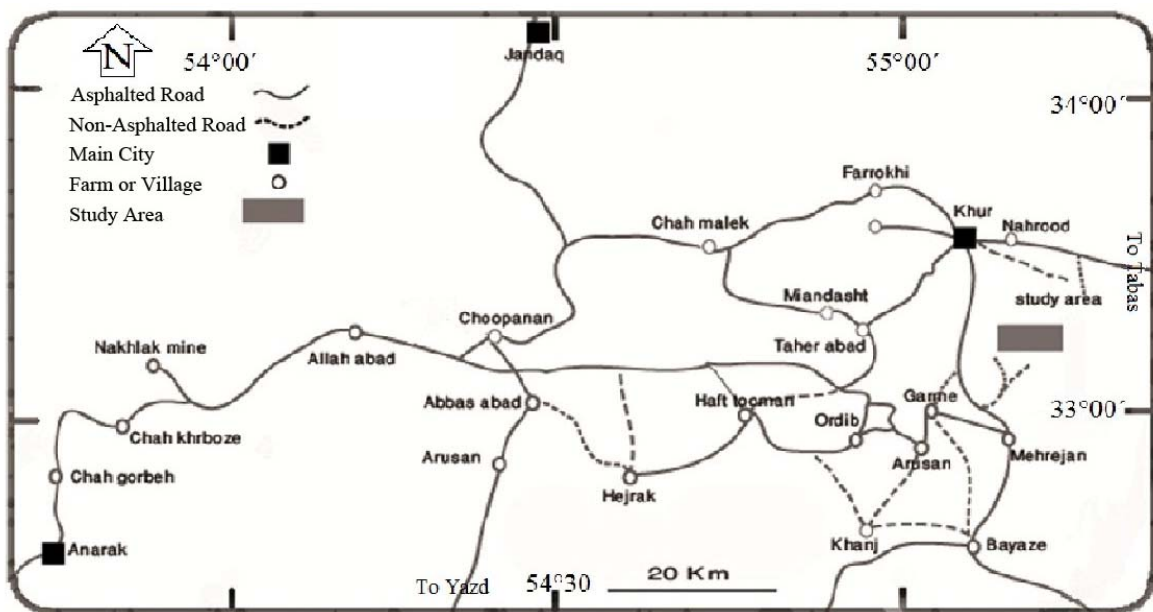 N
54°00′
Jandaq
55°00′
34°00′
Asphalted Road
Non-Asphalted Road
Main City
Farm or Village
Study Area
Farrokhi
Khur
Chah malek
Nahrood
To Tabas
study area
Miandasht
Choopanan
Taher abad
Nakhlak mine
Allah abad
Abbas abad
Haft tooman
Garme
33°00′
Ordib
Chah khrboze
Arusan
Arusan
Mehrejan
Chah gorbeh
Hejrak
Khanj
Bayaze
Anarak
To Yazd
54°30
20 Km